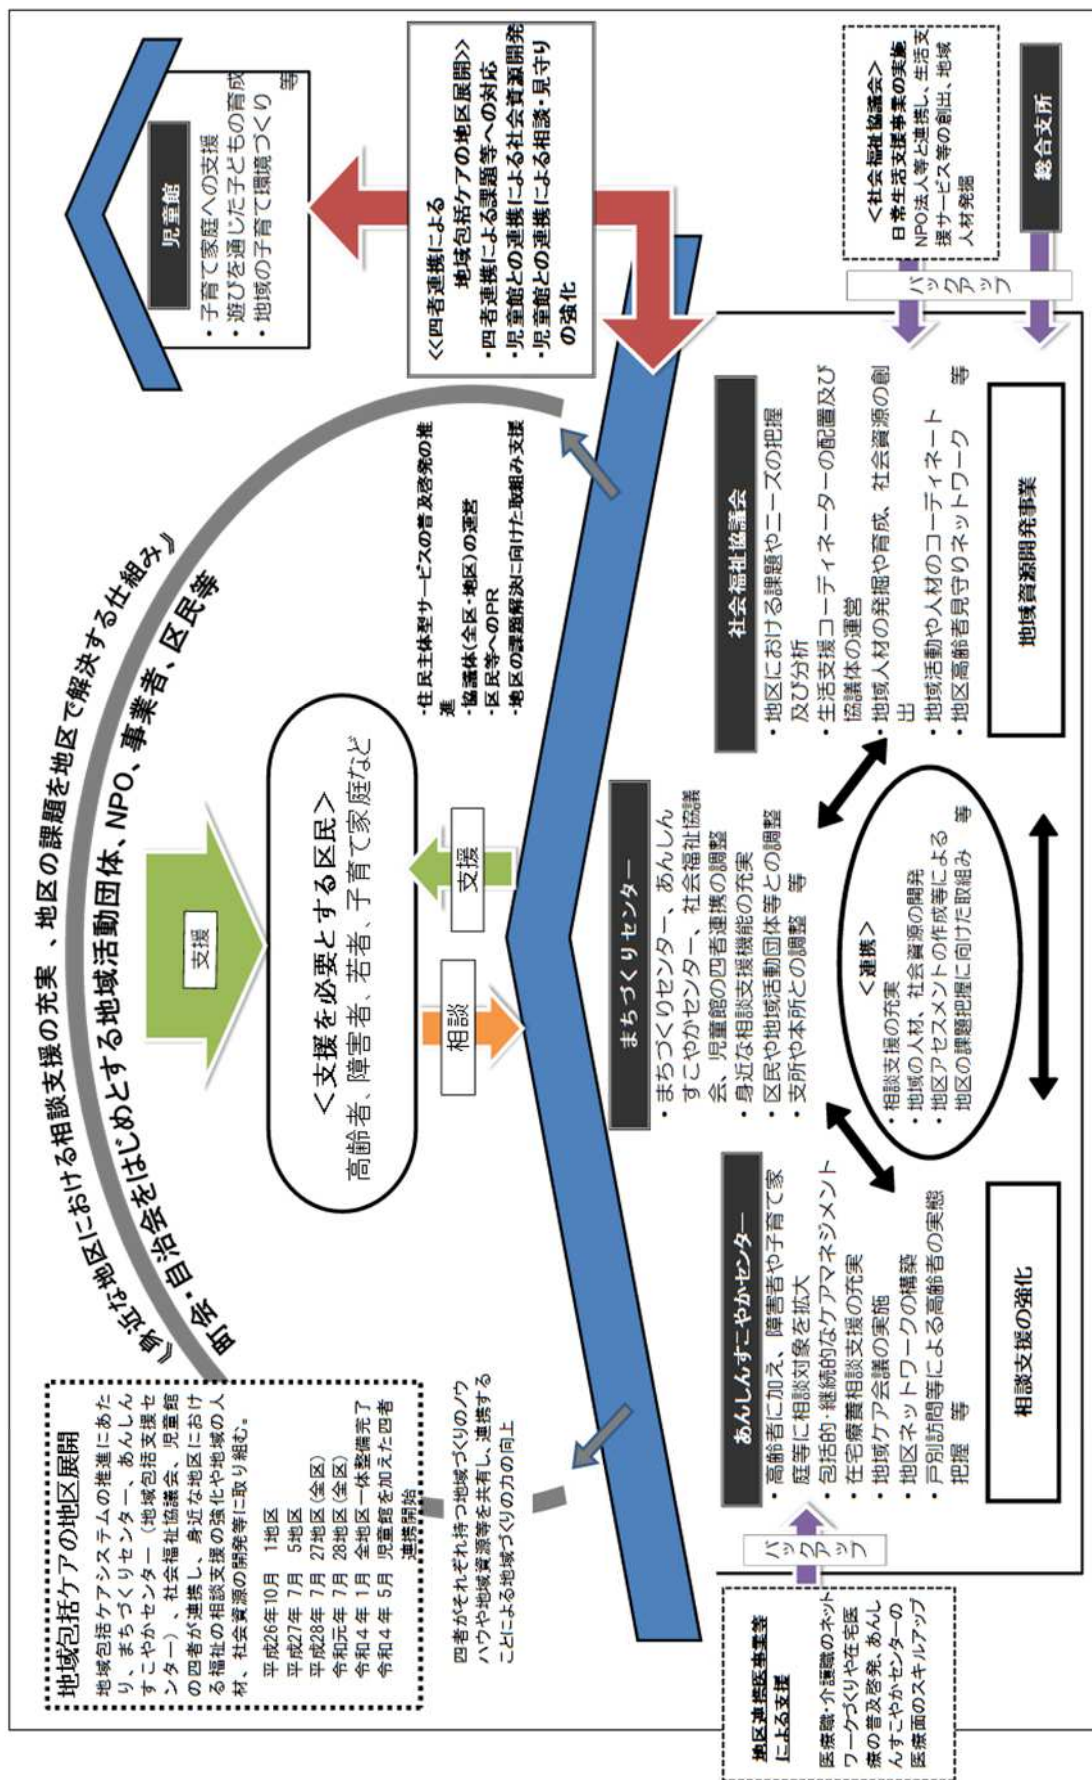 地域包括ケアの地区展開
地域包括ケアシステムの推進にあた
り、まちづくりセンター、あんしん
すこやかセンター（地域包括支援セ
ンター）、社会福祉協議会、児童館
の四者が連携し、身近な地区におけ
る福祉の相談支援の強化や地域の人
材、社会資源の開発等に取り組む。
平成26年10月 1地区
平成27年 7月 5地区
平成28年 7月 27地区(全区)
令和元年 7月 28地区(全区)
令和４年 1月 全地区一体整備完了
令和４年 5月 児童館を加えた四者
連携開始
《身近な地区における相談支援の充実、地区の課題を地区で解決する仕組み》
町会・自治会をはじめとする地域活動団体、NPO、事業者、区民等
支援
＜支援を必要とする区民＞
高齢者、障害者、若者、子育て家庭など
相談
支援
児童館
・子育て家庭への支援
・遊びを通じた子どもの育成
・地域の子育て環境づくり
等
<<四者連携による
地域包括ケアの地区展開>>
・四者連携による課題等への対応
・児童館との連携による社会資源開発
・児童館との連携による相談・見守り
の強化
四者がそれぞれ持つ地域づくりのノウ
ハウや地域資源等を共有し、連携する
ことによる地域づくりの力の向上
・住民主体型サービスの普及啓発の推
進
・協議体(全区・地区)の運営
・区民等へのPR
・地区の課題解決に向けた取組み支援
まちづくりセンター
・まちづくりセンター、あんしん
すこやかセンター、社会福祉協議
会、児童館の四者連携の調整
・身近な相談支援機能の充実
・区民や地域活動団体等との調整
・支所や本所との調整 等
あんしんすこやかセンター
・高齢者に加え、障害者や子育て家
庭等に相談対象を拡大
・包括的・継続的なケアマネジメント
・在宅療養相談支援の充実
・地域ケア会議の実施
・地区ネットワークの構築
・戸別訪問等による高齢者の実態
把握 等
相談支援の強化
＜連携＞
・相談支援の充実
・地域の人材、社会資源の開発
・地区アセスメントの作成等による
地区の課題把握に向けた取組み 等
社会福祉協議会
・地区における課題やニーズの把握
及び分析
・生活支援コーディネーターの配置及び
協議体の運営
・地域人材の発掘や育成、社会資源の創
出
・地域活動や人材のコーディネート
・地区高齢者見守りネットワーク 等
地域資源開発事業
地区連携医事業等
による支援
医療職・介護職のネット
ワークづくりや在宅医
療の普及啓発、あんし
んすこやかセンターの
医療面のスキルアップ
バックアップ
バックアップ
＜社会福祉協議会＞
日常生活支援事業の実施
NPO法人等と連携し、生活支
援サービス等の創出、地域
人材発掘
総合支所